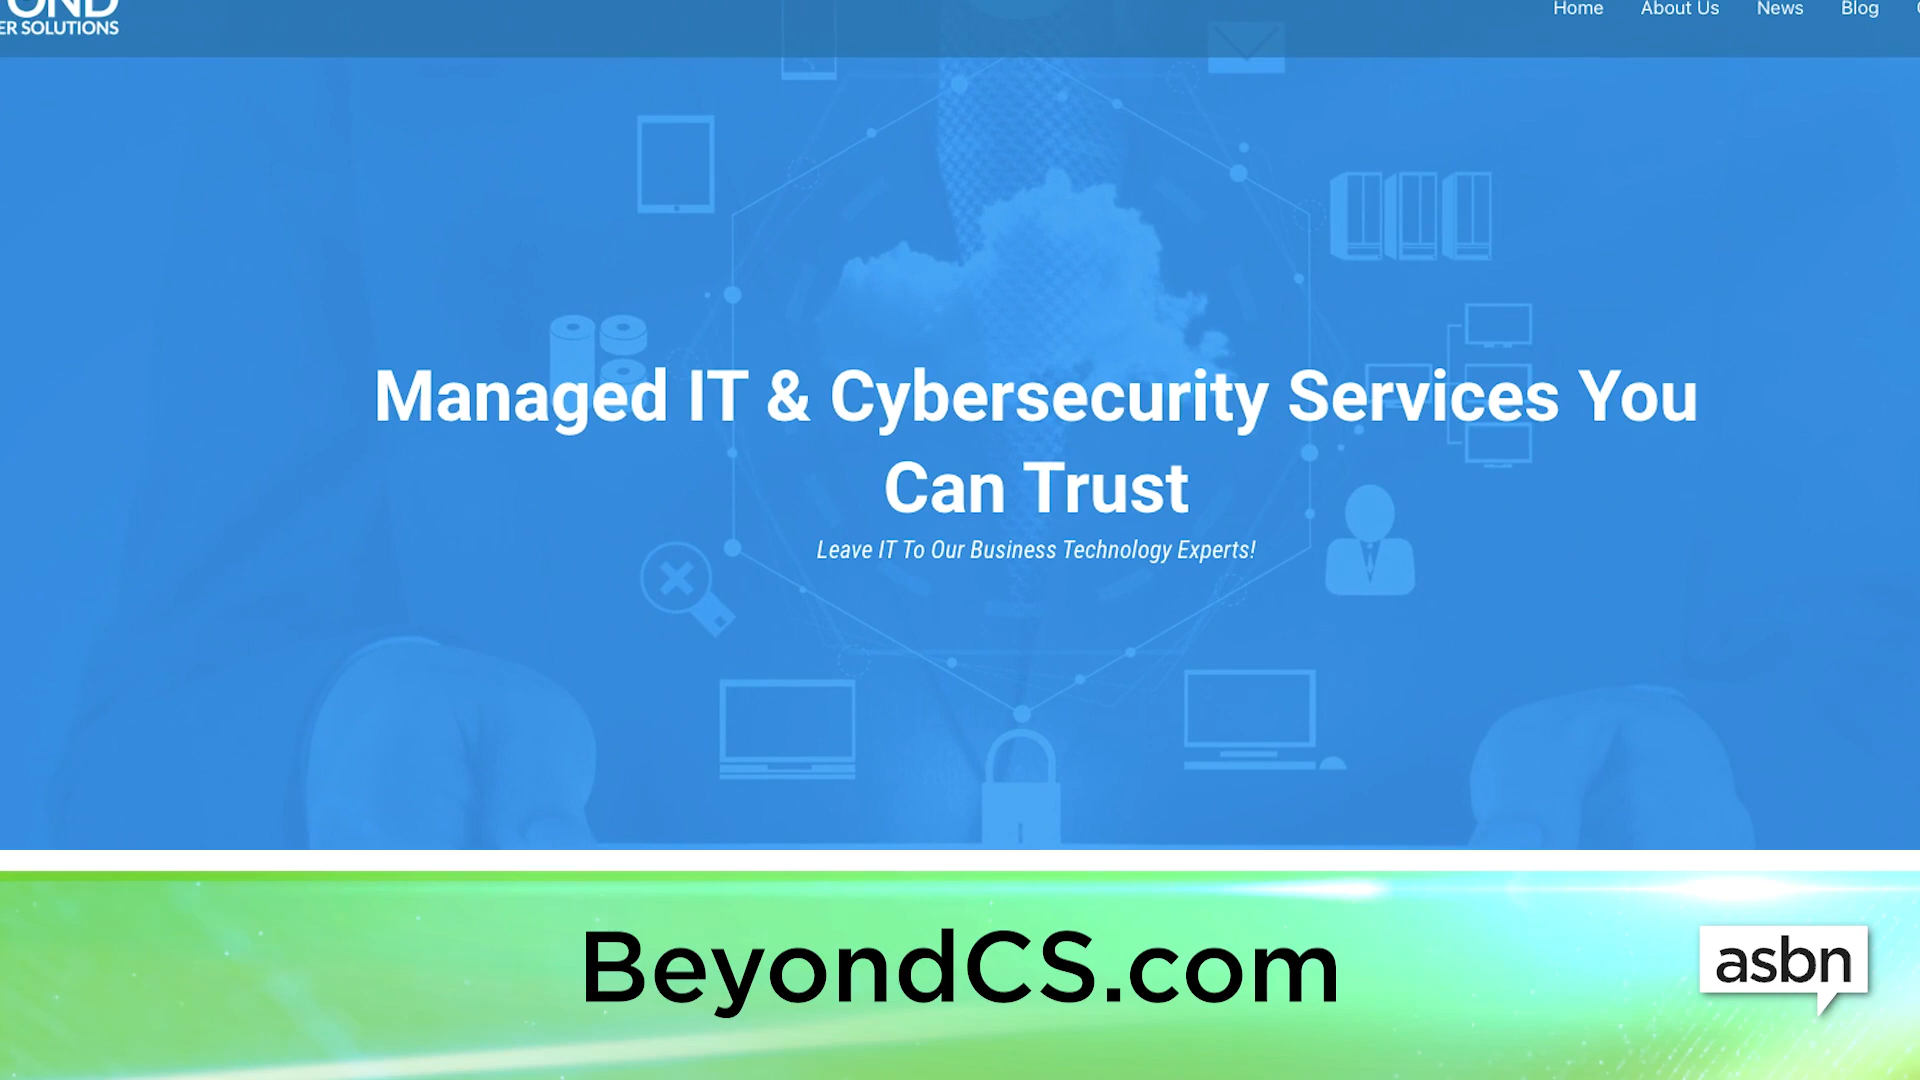 Home About Us News Blog
ER SOLUTIONS
Managed IT & Cybersecurity Services You
Can Trust
Leave IT To Our Business Technology Experts!
BeyondCS.com
asbn